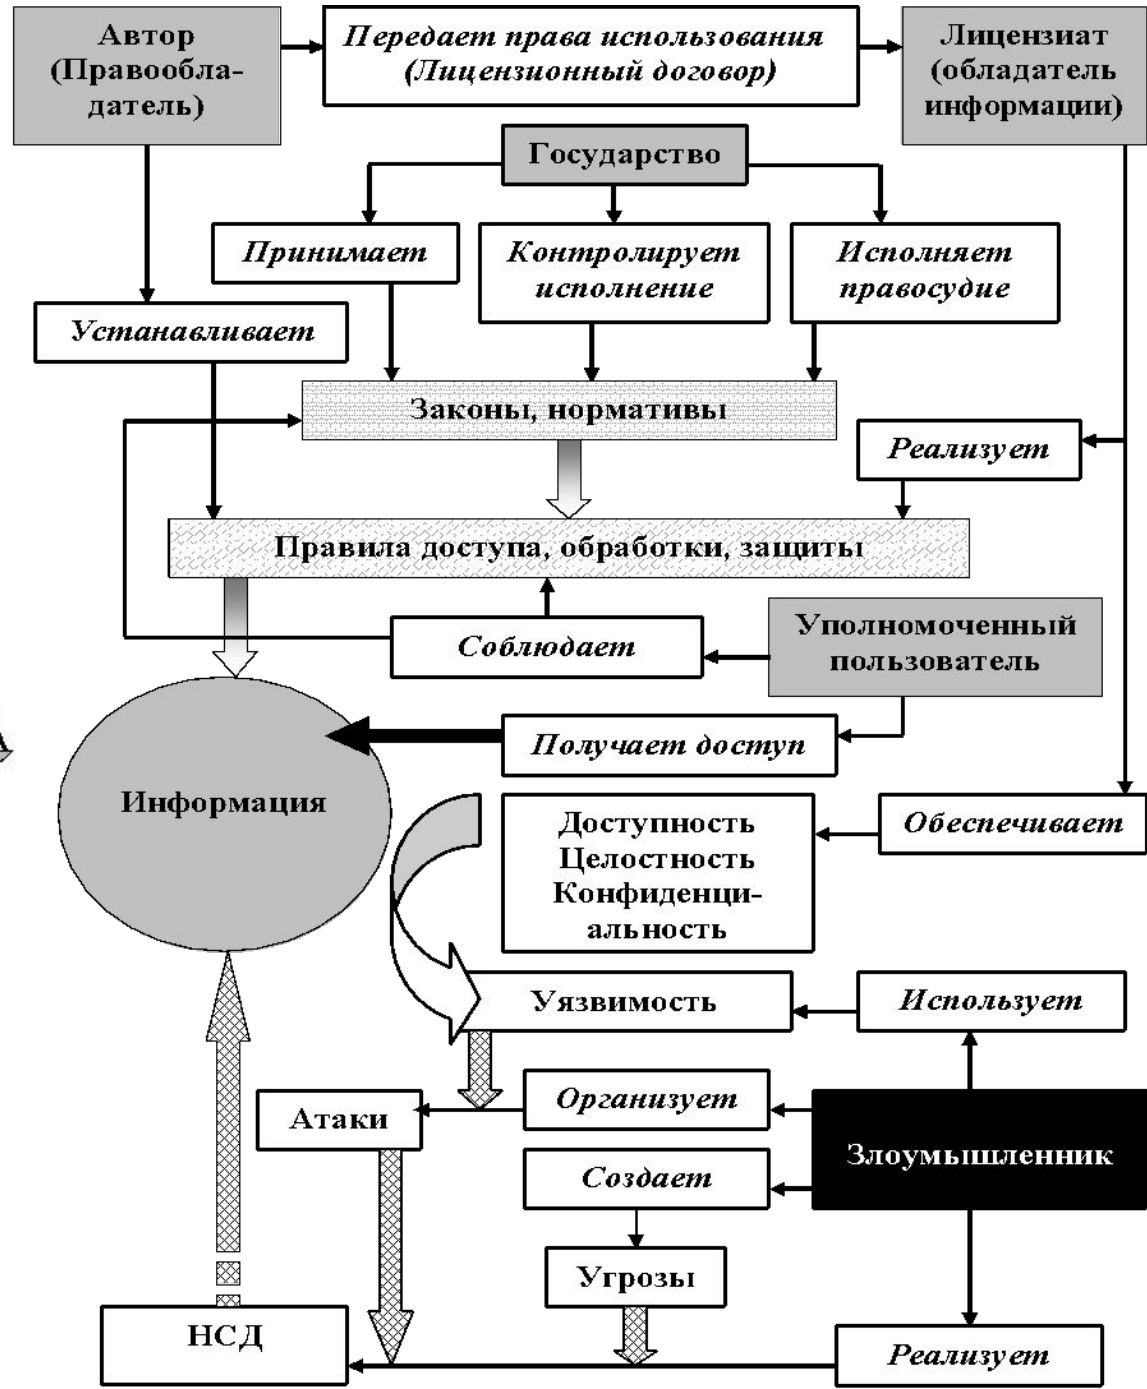 Автор
(Правообла-
датель)
Передает права использования
(Лицензионный договор)
Лицензиат
(обладатель
информации)
Государство
Принимает
Контролирует
исполнение
Исполняет
правосудие
Устанавливает
Законы, нормативы
Реализует
Правила доступа, обработки, защиты
Соблюдает
Уполномоченный
пользователь
Получает доступ
Информация
Доступность
Целостность
Конфиденци-
альность
Обеспечивает
Уязвимость
Использует
Атаки
Организует
Злоумышленник
Создает
Угрозы
НСД
Реализует